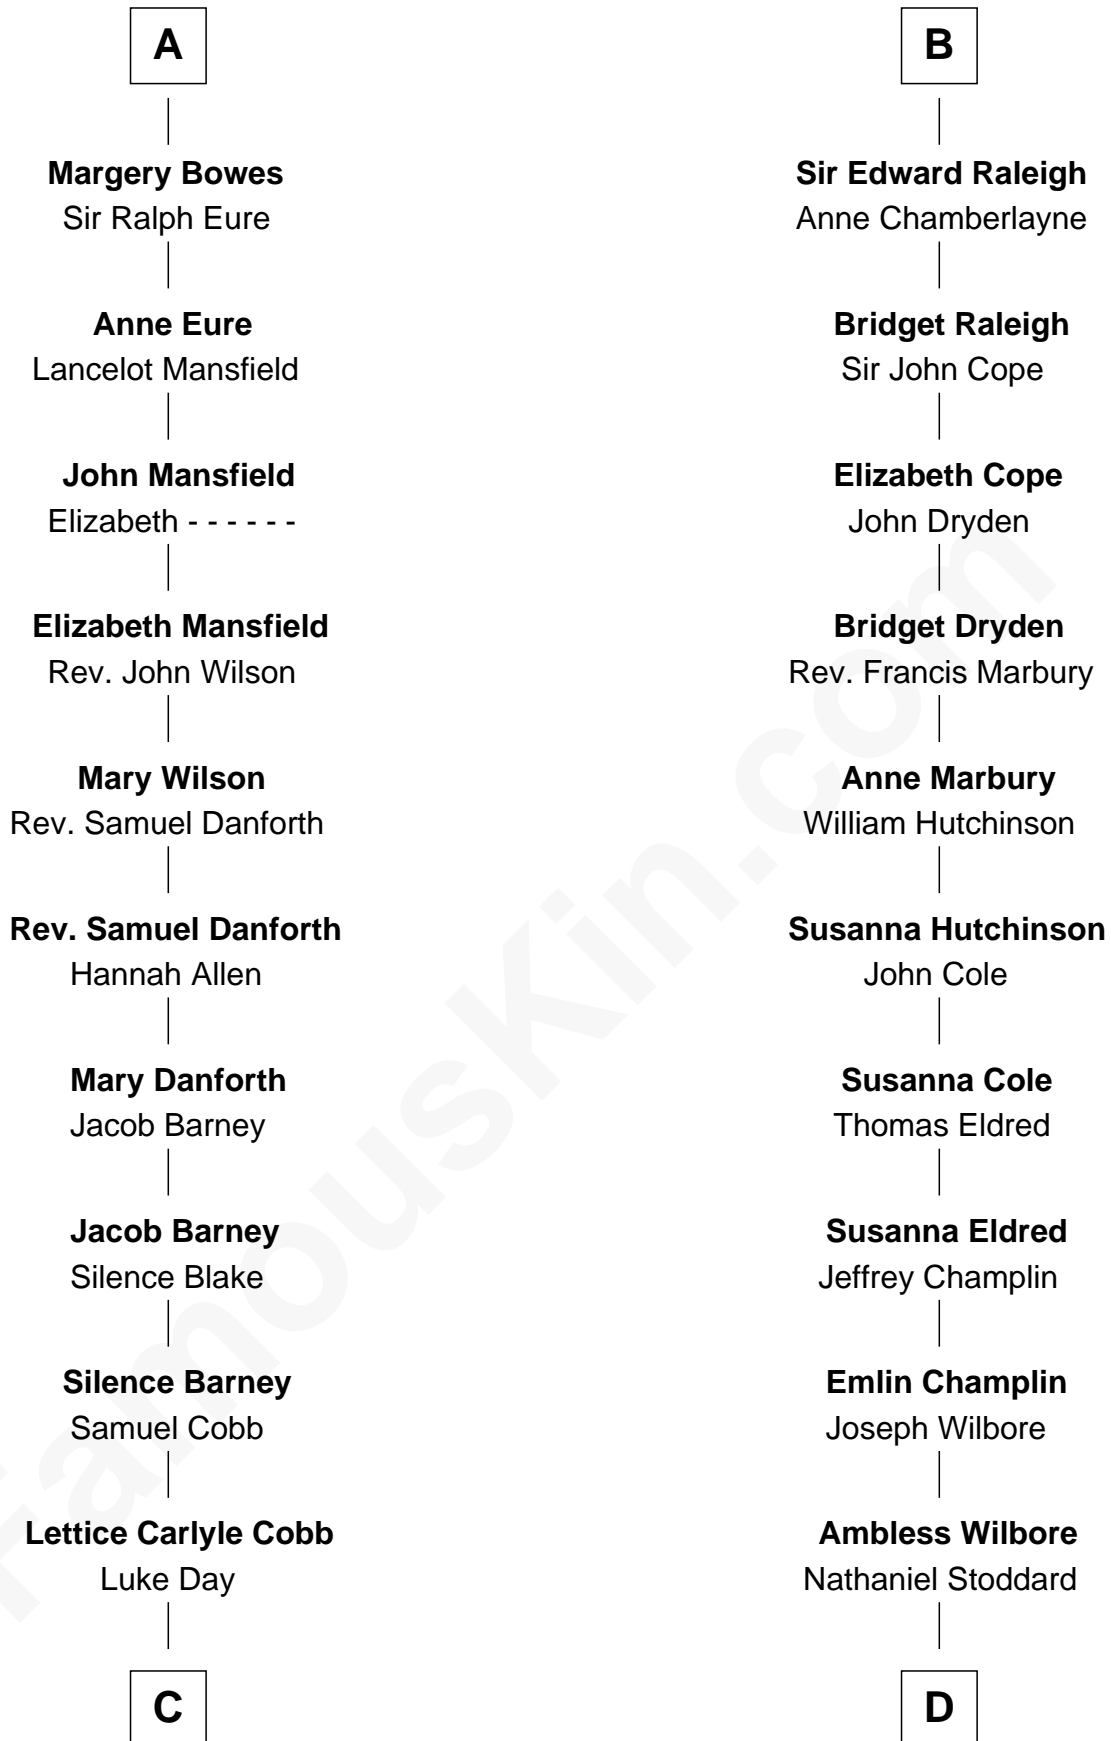 A
Margery Bowes
Sir Ralph Eure
Anne Eure
Lancelot Mansfield
John Mansfield
Elizabeth - - - - - -
Elizabeth Mansfield
Rev. John Wilson
Mary Wilson
Rev. Samuel Danforth
Rev. Samuel Danforth
Hannah Allen
Mary Danforth
Jacob Barney
Jacob Barney
Silence Blake
Silence Barney
Samuel Cobb
Lettice Carlyle Cobb
Luke Day
C
B
Sir Edward Raleigh
Anne Chamberlayne
Bridget Raleigh
Sir John Cope
Elizabeth Cope
John Dryden
Bridget Dryden
Rev. Francis Marbury
Anne Marbury
William Hutchinson
Susanna Hutchinson
John Cole
Susanna Cole
Thomas Eldred
Susanna Eldred
Jeffrey Champlin
Emlin Champlin
Joseph Wilbore
Ambless Wilbore
Nathaniel Stoddard
D
FamousKin.com